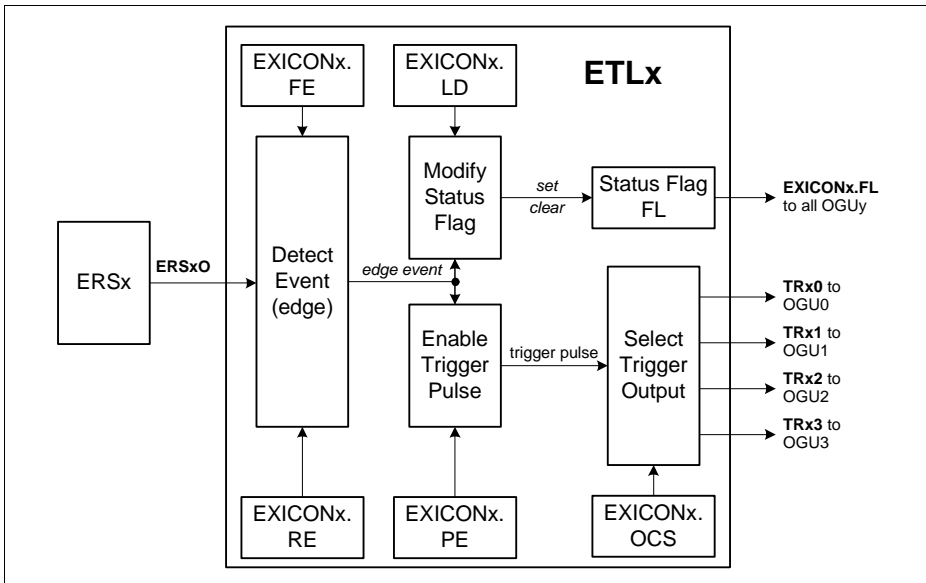 EXICONx.
FE
EXICONx.
LD
ETLx
Modify
Status
Flag
set
clear
Status Flag
FL
EXICONx.FL
to all OGUy
ERSx
ERSxO
Detect
Event
(edge)
edge event
Enable
Trigger
Pulse
trigger pulse
Select
Trigger
Output
TRx0 to
OGU0
TRx1 to
OGU1
TRx2 to
OGU2
TRx3 to
OGU3
EXICONx.
RE
EXICONx.
PE
EXICONx.
OCS